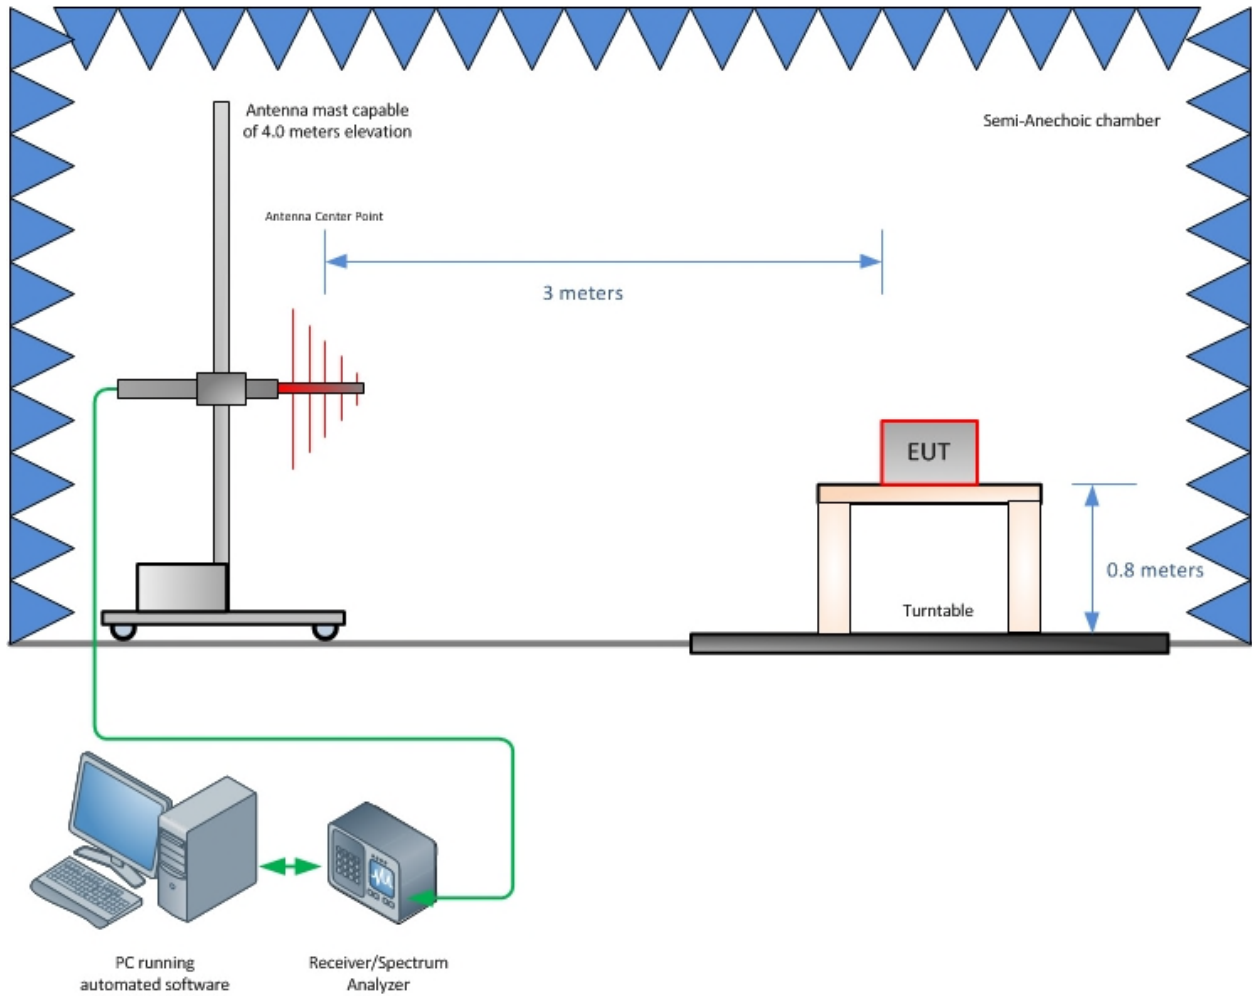 Antenna mast capable
of 4.0 meters elevation
Semi-Anechoic chamber
Antenna Center Point
3 meters
EUT
0.8 meters
Turntable
PC running
automated software
Receiver/Spectrum
Analyzer